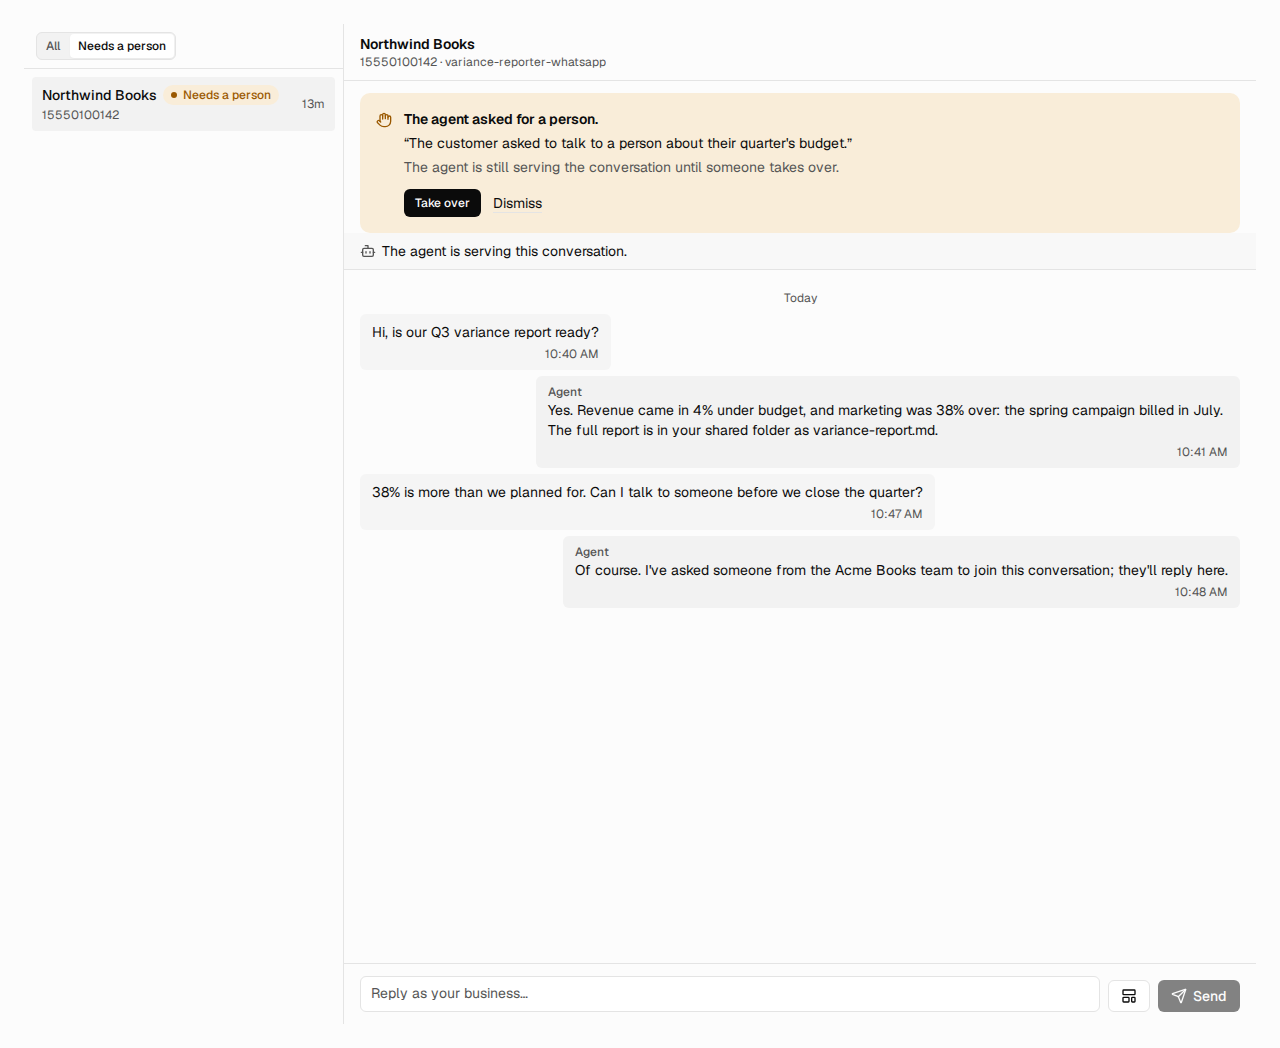 All
Needs a person
Northwind Books
Needs a person
15550100142
13m
Northwind Books
15550100142 · variance-reporter-whatsapp
The agent asked for a person.
“The customer asked to talk to a person about their quarter's budget.”
The agent is still serving the conversation until someone takes over.
Take over
Dismiss
The agent is serving this conversation.
Today
Hi, is our Q3 variance report ready?
10:40 AM
Agent
Yes. Revenue came in 4% under budget, and marketing was 38% over: the spring campaign billed in July.
The full report is in your shared folder as variance-report.md.
10:41 AM
38% is more than we planned for. Can I talk to someone before we close the quarter?
10:47 AM
Agent
Of course. I've asked someone from the Acme Books team to join this conversation; they'll reply here.
10:48 AM
Reply as your business…
Send